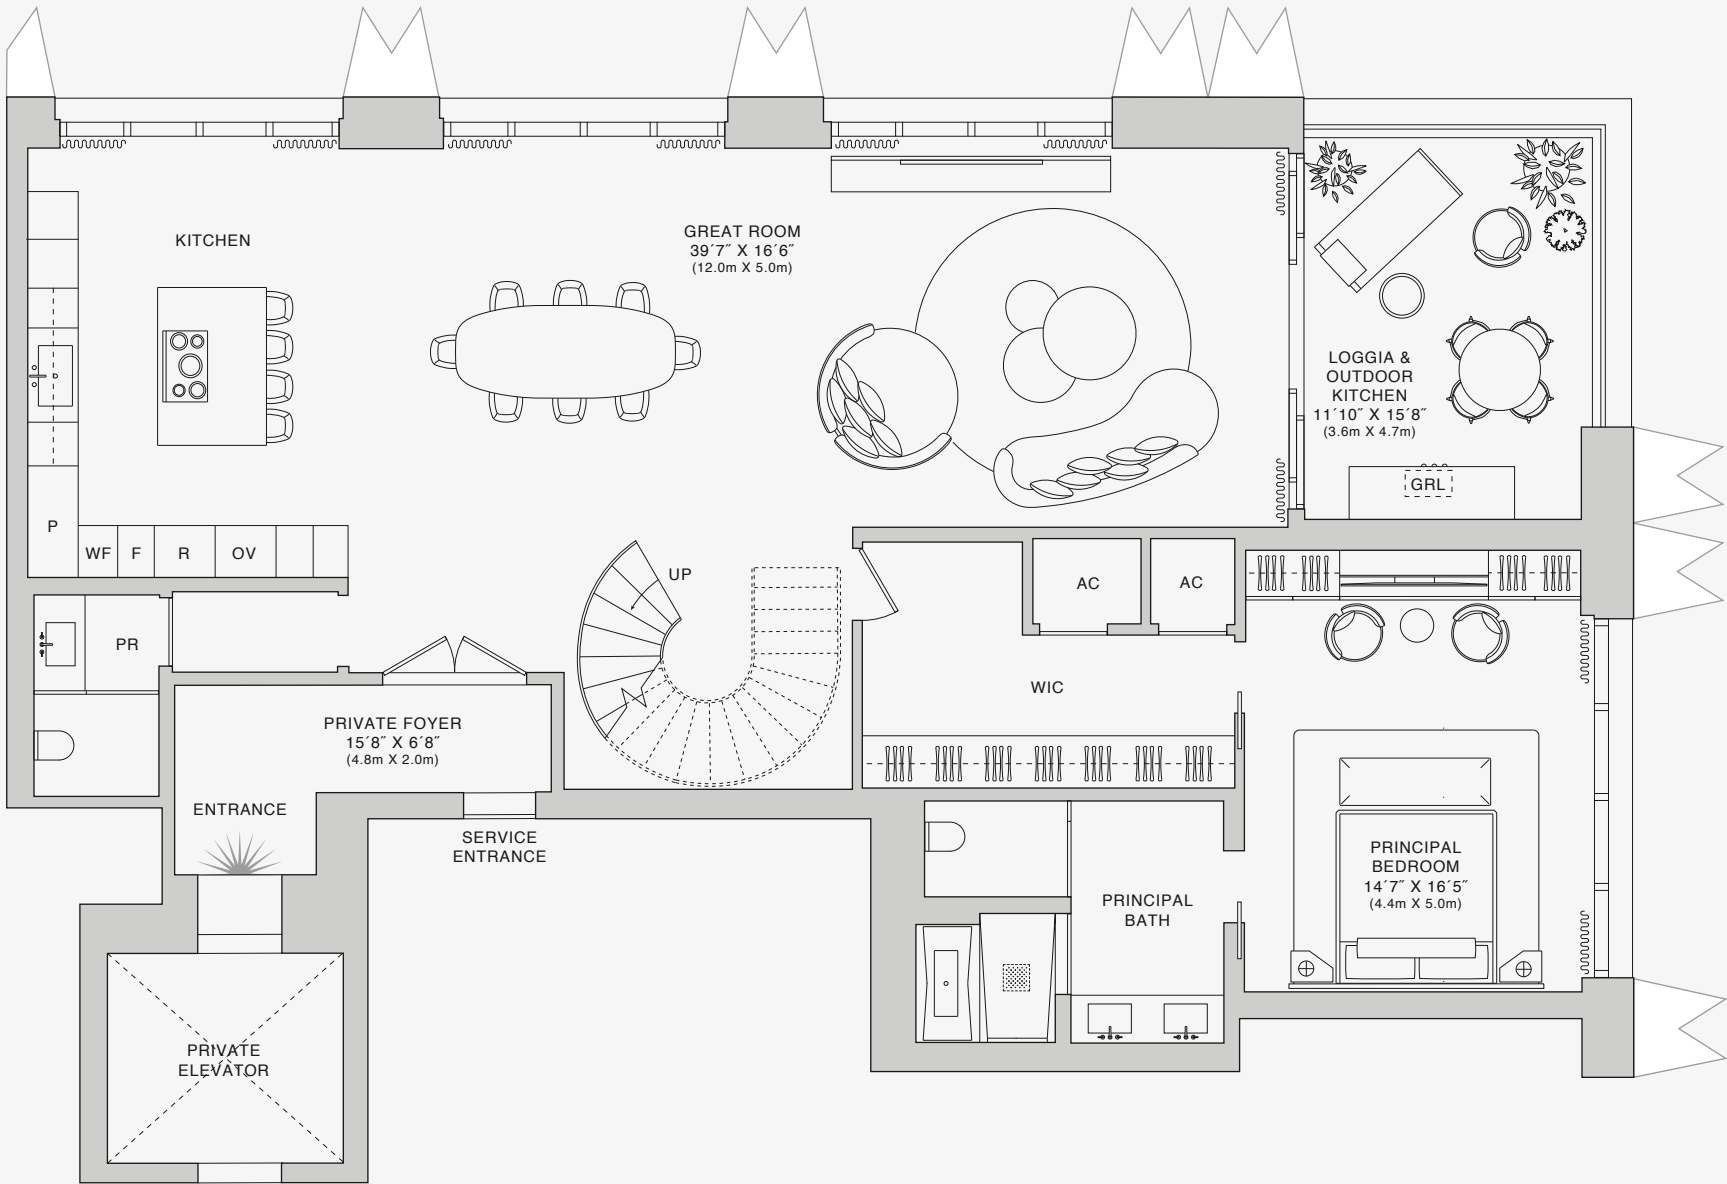 KITCHEN
GREAT ROOM
39´7˝ X 16´6˝
(12.0m X 5.0m)
LOGGIA &
OUTDOOR
KITCHEN
11´10˝ X 15´8˝
(3.6m X 4.7m)
GRL
P
WF
F
R
OV
UP
AC
AC
PR
WIC
PRIVATE FOYER
15´8˝ X 6´8˝
(4.8m X 2.0m)
ENTRANCE
SERVICE
ENTRANCE
PRINCIPAL
BEDROOM
14´7˝ X 16´5˝
(4.4m X 5.0m)
PRINCIPAL
BATH
PRIVATE
ELEVATOR